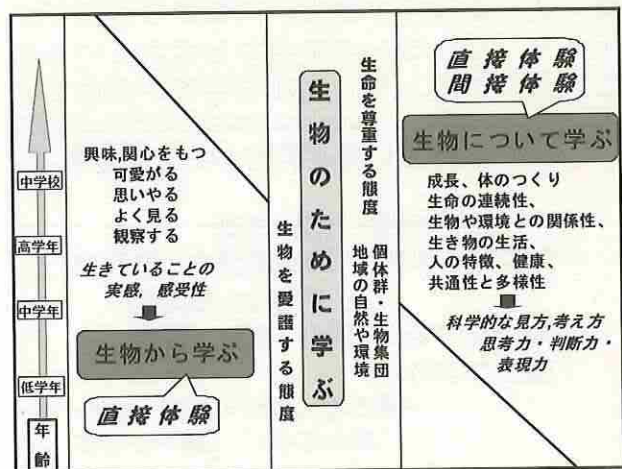 中学校
高学年
中学年
低学年
年齢
興味,関心をもつ
可愛がる
思いやる
よく見る
観察する
生きていることの
実感，感受性
生物から学ぶ
直接体験
生物を愛護する態度
生物のために学ぶ
生命を尊重する態度
個体群・生物集団
地域の自然や環境
直接体験
間接体験
生物について学ぶ
成長、体のつくり
生命の連続性、
生物や環境との関係性、
生き物の生活、
人の特徴、健康、
共通性と多様性
科学的な見方,考え方
思考力・判断力・
表現力